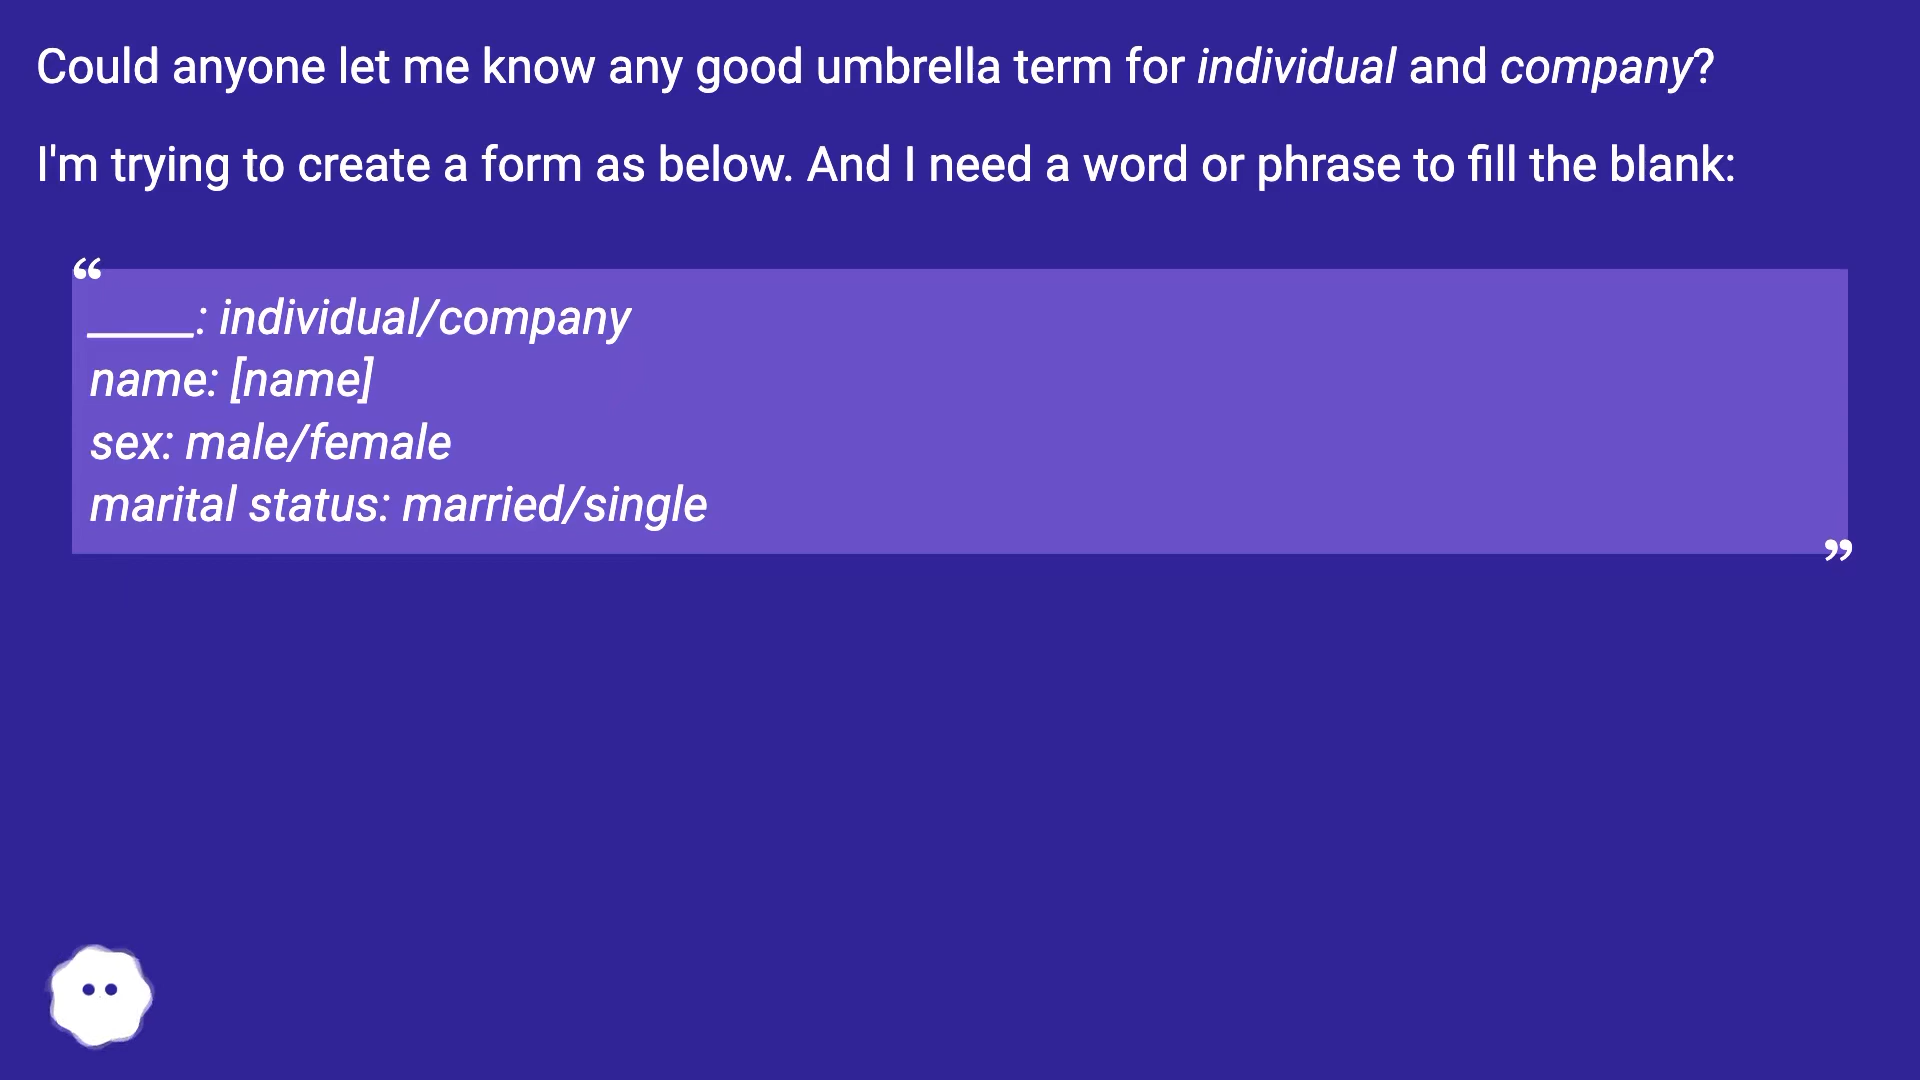 Could anyone let me know any good umbrella term for individual and company?
I'm trying to create a form as below. And I need a word or phrase to fill the blank:
“
_____: individual/company
name: [name]
sex: male/female
marital status: married/single
”